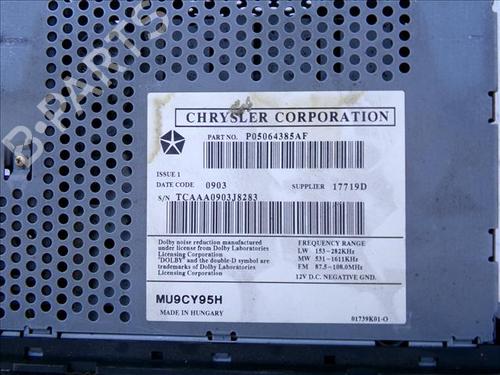 B-PARTS
CHRYSLER CORPORATION
PART NO. P05064385AF
ISSUE 1
DATE CODE 0903 SUPPLIER 17719D
S/N TCAAA0903J8283
Dolby noise reduction manufactured
under license from Dolby Laboratories
Licensing Corporation.
"DOLBY" and the double-D symbol are
trademarks of Dolby Laboratories
Licensing Corporation.
FREQUENCY RANGE
LW 153-282KHz
MW 531-1611KHz
FM 87.5-108.0MHz
12V D.C. NEGATIVE GND.
MU9CY95H
MADE IN HUNGARY
01739K01-O